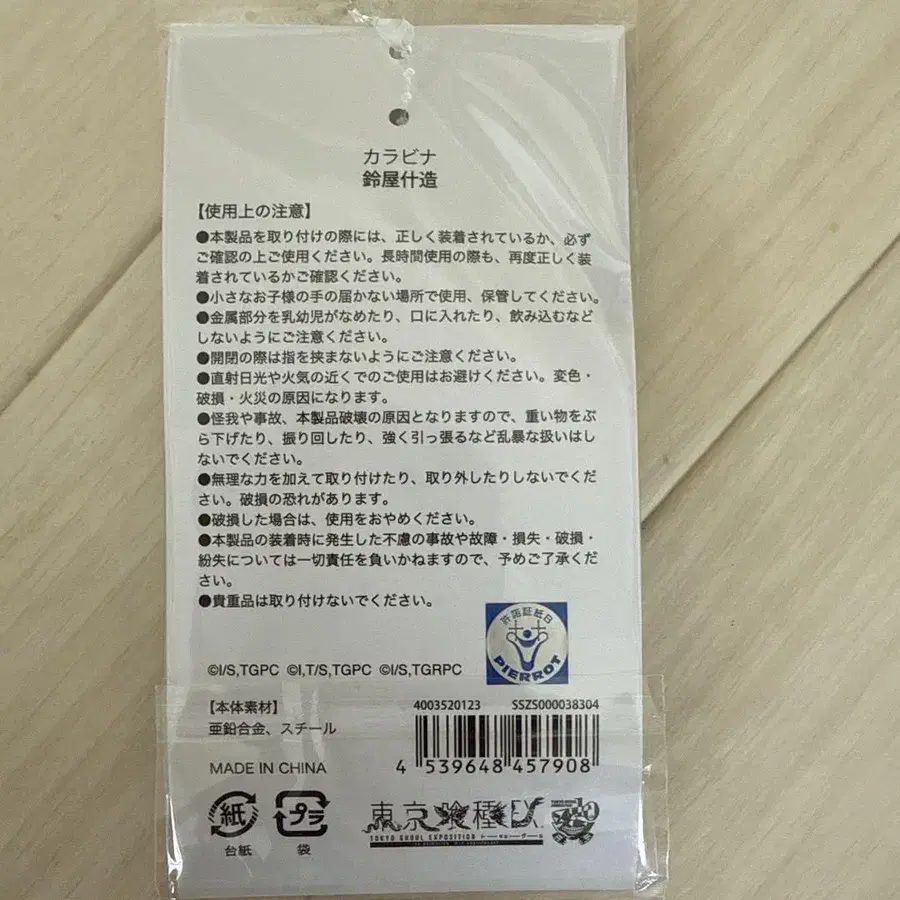 カラビナ
鈴屋什造
【使用上の注意】
●本製品を取り付けの際には、正しく装着されているか、必ず
ご確認の上ご使用ください。長時間使用の際も、再度正しく装
着されているかご確認ください。
●小さなお子様の手の届かない場所で使用、保管してください。
●金属部分を乳幼児がなめたり、口に入れたり、飲み込むなど
しないようにご注意ください。
●開閉の際は指を挟まないようにご注意ください。
●直射日光や火気の近くでのご使用はお避けください。変色・
破損・火災の原因になります。
●怪我や事故、本製品破壊の原因となりますので、重い物をぶ
ら下げたり、振り回したり、強く引っ張るなど乱暴な扱いはし
ないでください。
●無理な力を加えて取り付けたり、取り外したりしないでくだ
さい。破損の恐れがあります。
●破損した場合は、使用をおやめください。
●本製品の装着時に発生した不慮の事故や故障・損失・破損・
紛失については一切責任を負いかねますので、予めご了承くだ
さい。
●貴重品は取り付けないでください。
許諾証紙B
PIERROT
©I/S,TGPC ©I,T/S,TGPC ©I/S,TGRPC
【本体素材】
亜鉛合金、スチール
4003520123 SSZS000038304
4 539648 457908
MADE IN CHINA
紙
台紙
プラ
袋
東京喰種EX.
TOKYO GHOUL EXPOSITION トーキョーグール